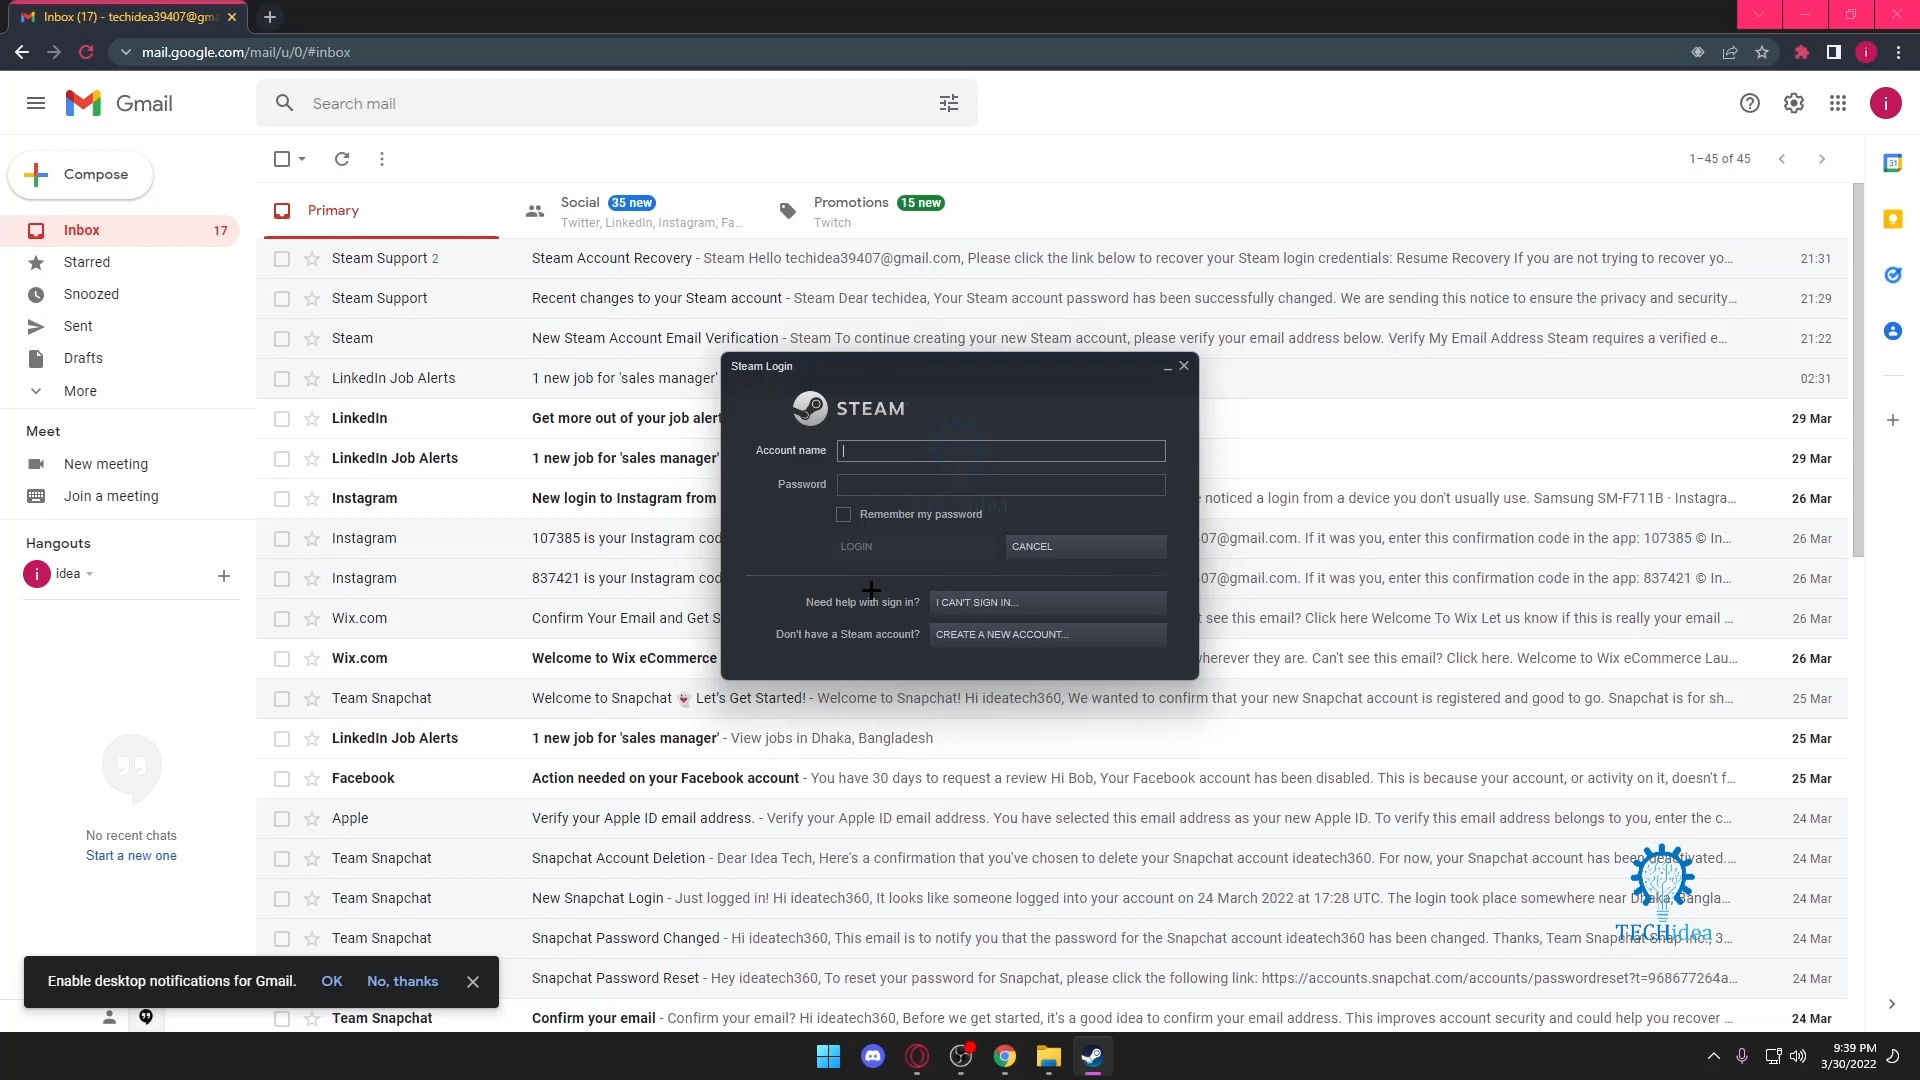 Inbox (17) - techidea39407@gma
mail.google.com/mail/u/0/#inbox
i
Gmail
Search mail
i
Compose
1–45 of 45
31
Primary
Social 35 new
Twitter, LinkedIn, Instagram, Fa...
Promotions 15 new
Twitch
Inbox 17
Starred
Snoozed
Sent
Drafts
More
Meet
New meeting
Join a meeting
Hangouts
i idea
No recent chats
Start a new one
Steam Support 2 Steam Account Recovery - Steam Hello techidea39407@gmail.com, Please click the link below to recover your Steam login credentials: Resume Recovery If you are not trying to recover yo... 21:31
Steam Support Recent changes to your Steam account - Steam Dear techidea, Your Steam account password has been successfully changed. We are sending this notice to ensure the privacy and security... 21:29
Steam New Steam Account Email Verification - Steam To continue creating your new Steam account, please verify your email address below. Verify My Email Address Steam requires a verified e... 21:22
LinkedIn Job Alerts 1 new job for 'sales manager' 02:31
LinkedIn Get more out of your job alert 29 Mar
LinkedIn Job Alerts 1 new job for 'sales manager' 29 Mar
Instagram New login to Instagram from noticed a login from a device you don't usually use. Samsung SM-F711B · Instagra... 26 Mar
Instagram 107385 is your Instagram cod 07@gmail.com. If it was you, enter this confirmation code in the app: 107385 © In... 26 Mar
Instagram 837421 is your Instagram cod 07@gmail.com. If it was you, enter this confirmation code in the app: 837421 © In... 26 Mar
Wix.com Confirm Your Email and Get S see this email? Click here Welcome To Wix Let us know if this is really your email ... 26 Mar
Wix.com Welcome to Wix eCommerce wherever they are. Can't see this email? Click here. Welcome to Wix eCommerce Lau... 26 Mar
Team Snapchat Welcome to Snapchat 👻 Let's Get Started! - Welcome to Snapchat! Hi ideatech360, We wanted to confirm that your new Snapchat account is registered and good to go. Snapchat is for sh... 25 Mar
LinkedIn Job Alerts 1 new job for 'sales manager' - View jobs in Dhaka, Bangladesh 25 Mar
Facebook Action needed on your Facebook account - You have 30 days to request a review Hi Bob, Your Facebook account has been disabled. This is because your account, or activity on it, doesn't f... 25 Mar
Apple Verify your Apple ID email address. - Verify your Apple ID email address. You have selected this email address as your new Apple ID. To verify this email address belongs to you, enter the c... 24 Mar
Team Snapchat Snapchat Account Deletion - Dear Idea Tech, Here's a confirmation that you've chosen to delete your Snapchat account ideatech360. For now, your Snapchat account has been deactivated.... 24 Mar
Team Snapchat New Snapchat Login - Just logged in! Hi ideatech360, It looks like someone logged into your account on 24 March 2022 at 17:28 UTC. The login took place somewhere near Dhaka, Bangla... 24 Mar
Team Snapchat Snapchat Password Changed - Hi ideatech360, This email is to notify you that the password for the Snapchat account ideatech360 has been changed. Thanks, Team Snapchat Snap Inc., 3... 24 Mar
Team Snapchat Snapchat Password Reset - Hey ideatech360, To reset your password for Snapchat, please click the following link: https://accounts.snapchat.com/accounts/passwordreset?t=968677264a... 24 Mar
Team Snapchat Confirm your email - Confirm your email? Hi ideatech360, Before we get started, it's a good idea to confirm your email address. This improves account security and could help you recover ... 24 Mar
Steam Login
STEAM
Account name
Password
Remember my password
LOGIN CANCEL
Need help with sign in? I CAN'T SIGN IN...
Don't have a Steam account? CREATE A NEW ACCOUNT...
TECHidea
Enable desktop notifications for Gmail. OK No, thanks
9:39 PM
3/30/2022